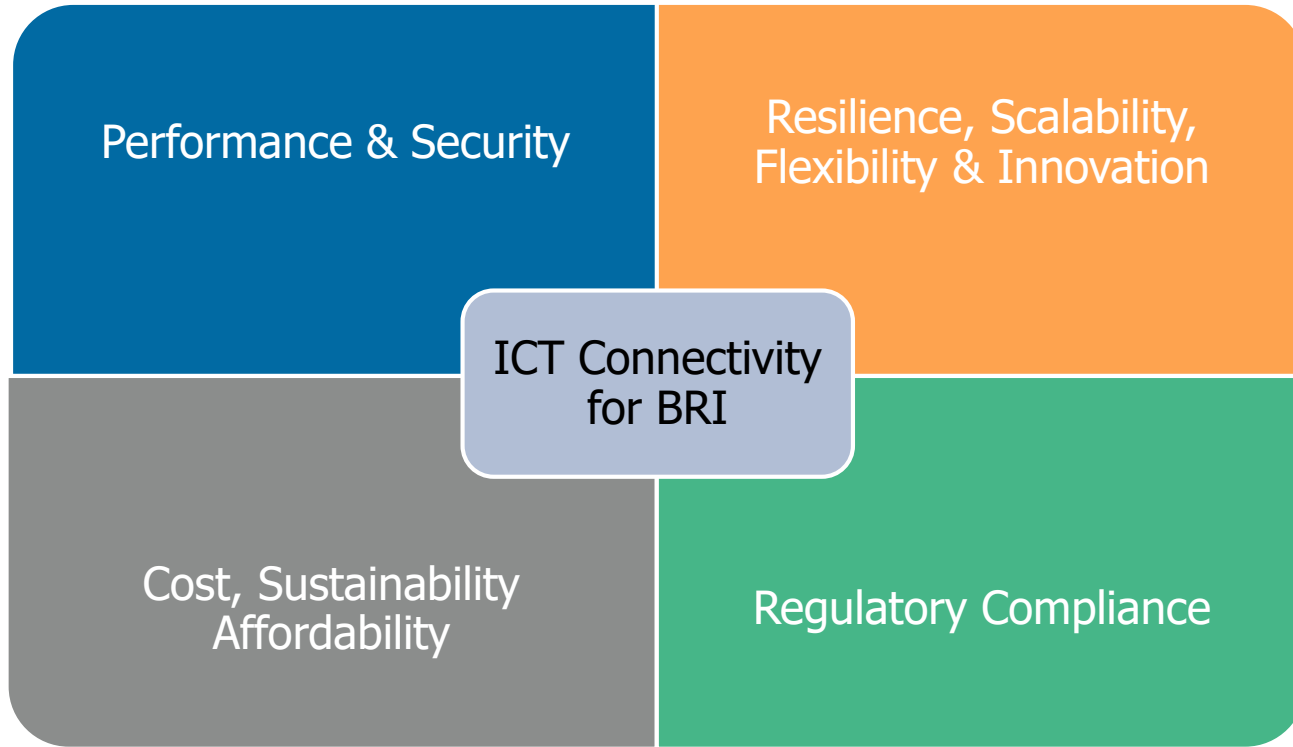 Performance & Security
Resilience, Scalability,
Flexibility & Innovation
ICT Connectivity
for BRI
Cost, Sustainability
Affordability
Regulatory Compliance